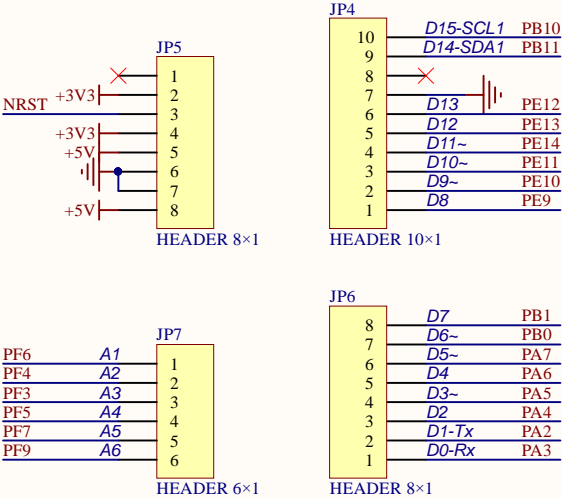 JP5
1
+3V3 2
NRST 3
+3V3 4
+5V 5
6
7
+5V 8
HEADER 8×1
JP4
10 D15-SCL1 PB10
9 D14-SDA1 PB11
8
7
6 D13 PE12
5 D12 PE13
4 D11~ PE14
3 D10~ PE11
2 D9~ PE10
1 D8 PE9
HEADER 10×1
JP7
PF6 A1 1
PF4 A2 2
PF3 A3 3
PF5 A4 4
PF7 A5 5
PF9 A6 6
HEADER 6×1
JP6
8 D7 PB1
7 D6~ PB0
6 D5~ PA7
5 D4 PA6
4 D3~ PA5
3 D2 PA4
2 D1-Tx PA2
1 D0-Rx PA3
HEADER 8×1